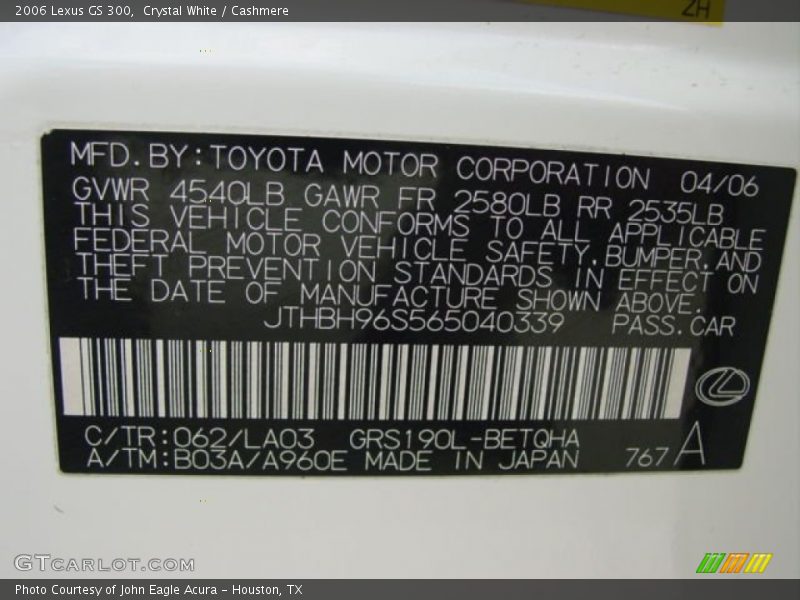 2006 Lexus GS 300, Crystal White / Cashmere
ZH
MFD.BY:TOYOTA MOTOR CORPORATION 04/06
GVWR 4540LB GAWR FR 2580LB RR 2535LB
THIS VEHICLE CONFORMS TO ALL APPLICABLE
FEDERAL MOTOR VEHICLE SAFETY,BUMPER,AND
THEFT PREVENTION STANDARDS IN EFFECT ON
THE DATE OF MANUFACTURE SHOWN ABOVE.
JTHBH96S565040339 PASS.CAR
C/TR:062/LA03 GRS190L-BETQHA
A/TM:B03A/A960E MADE IN JAPAN 767 A
GTCARLOT.COM
Photo Courtesy of John Eagle Acura - Houston, TX